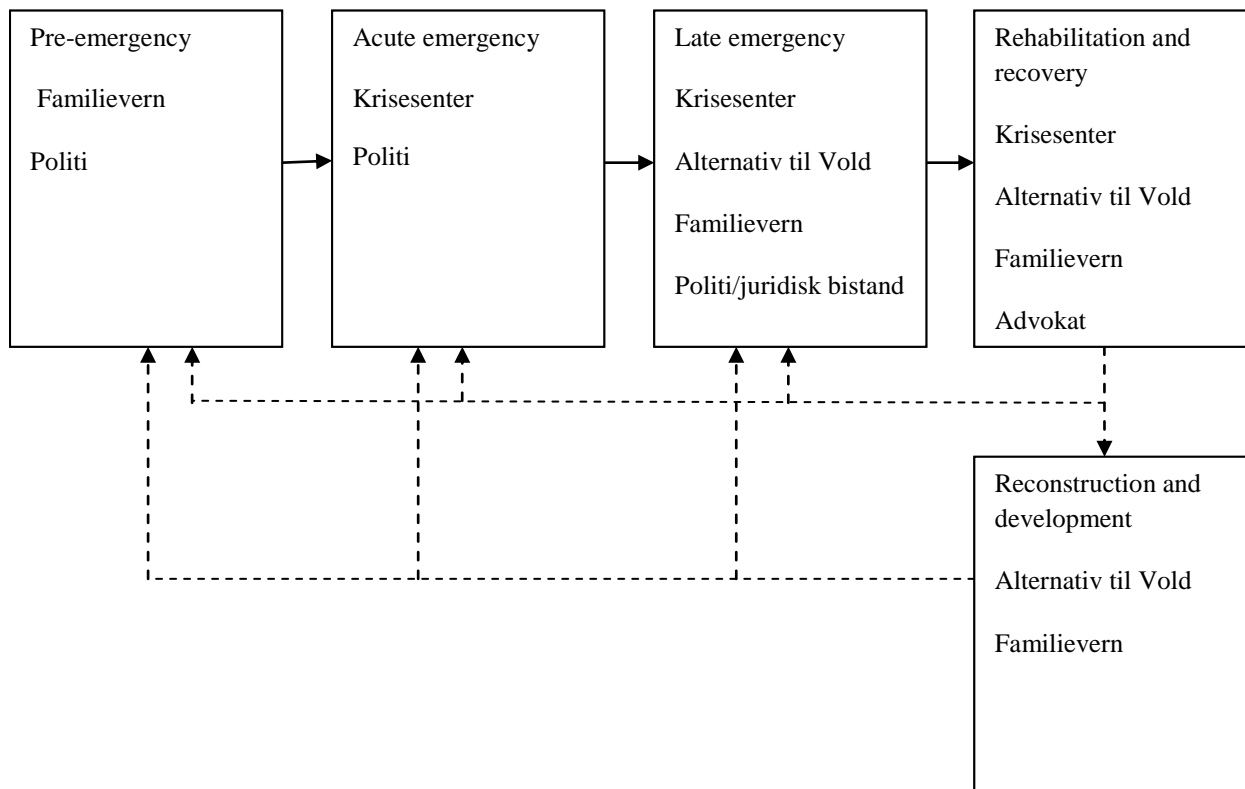 Pre-emergency
Familievern
Politi
Acute emergency
Krisesenter
Politi
Late emergency
Krisesenter
Alternativ til Vold
Familievern
Politi/juridisk bistand
Rehabilitation and
recovery
Krisesenter
Alternativ til Vold
Familievern
Advokat
Reconstruction and
development
Alternativ til Vold
Familievern